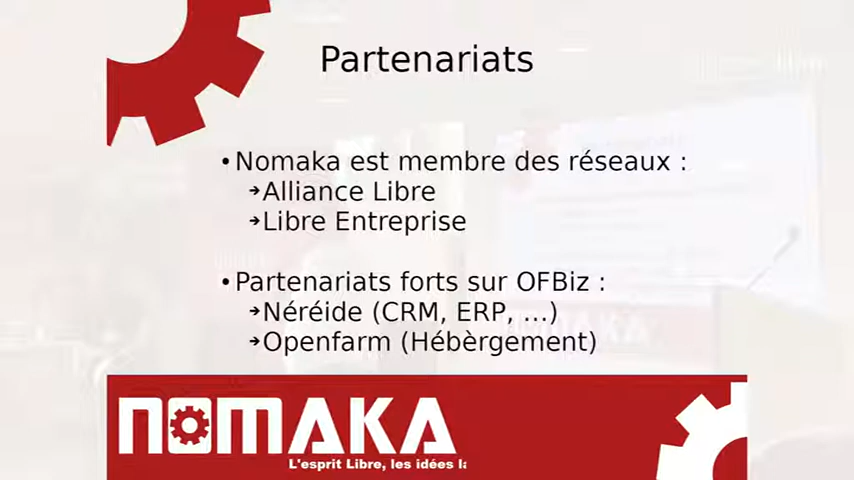 Partenariats
•Nomaka est membre des réseaux :
➔Alliance Libre
➔Libre Entreprise
•Partenariats forts sur OFBiz :
➔Néréide (CRM, ERP, ...)
➔Openfarm (Hébèrgement)
nomAKA
L'esprit Libre, les idées